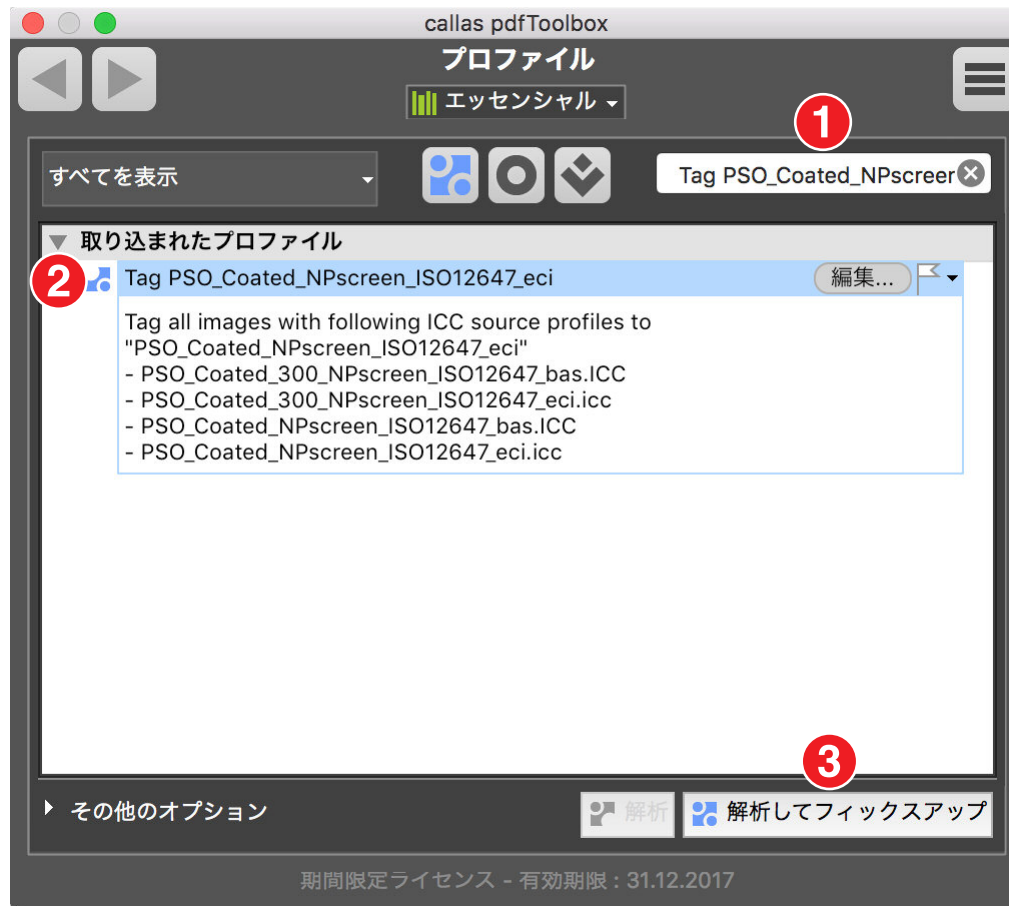 callas pdfToolbox
プロファイル
エッセンシャル
1
すべてを表示
Tag PSO_Coated_NPscreer
取り込まれたプロファイル
2
Tag PSO_Coated_NPscreen_ISO12647_eci
編集...
Tag all images with following ICC source profiles to
"PSO_Coated_NPscreen_ISO12647_eci"
- PSO_Coated_300_NPscreen_ISO12647_bas.ICC
- PSO_Coated_300_NPscreen_ISO12647_eci.icc
- PSO_Coated_NPscreen_ISO12647_bas.ICC
- PSO_Coated_NPscreen_ISO12647_eci.icc
3
その他のオプション
解析
解析してフィックスアップ
期間限定ライセンス - 有効期限 : 31.12.2017